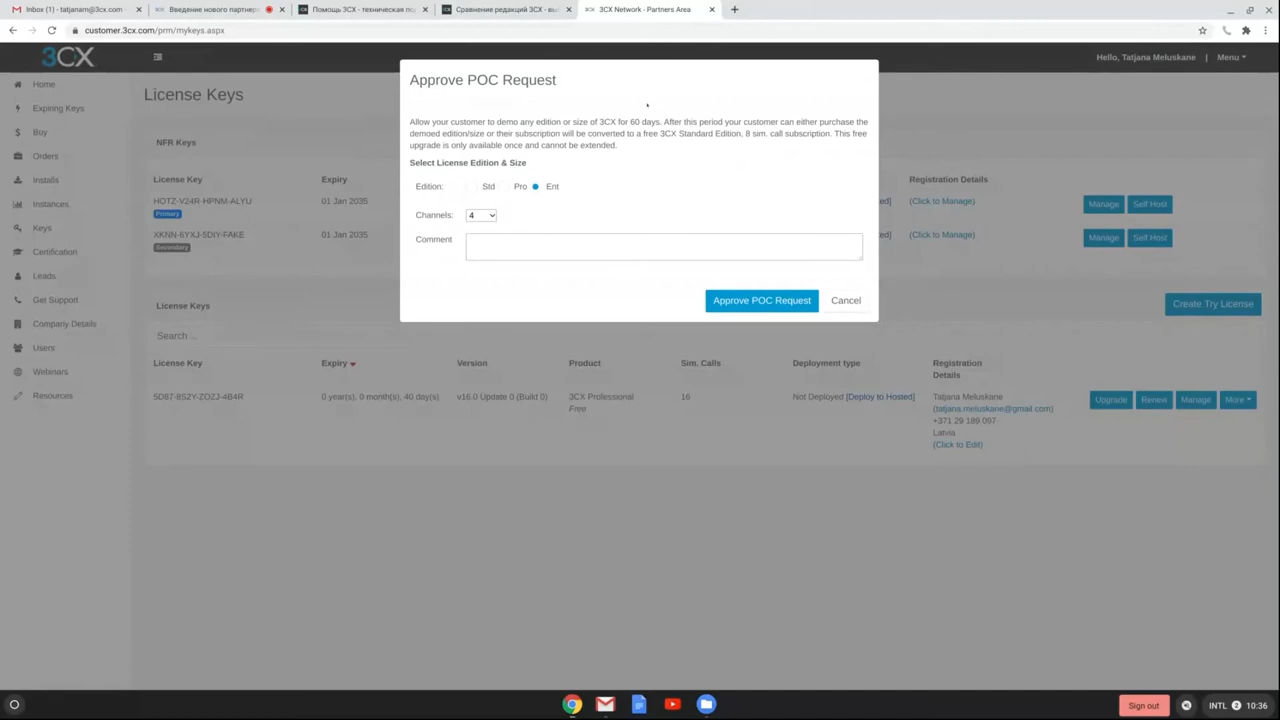 Inbox (1) - tatjanam@3cx.com
Введение нового партнер
Помощь 3CX - техническая по
Сравнение редакций 3CX - вы
3CX Network - Partners Area
customer.3cx.com/prm/mykeys.aspx
3CX
Hello, Tatjana Meluskane | Menu
Home
Expiring Keys
Buy
Orders
Installs
Instances
Keys
Certification
Leads
Get Support
Company Details
Users
Webinars
Resources
License Keys
NFR Keys
License Key Expiry Registration Details
HOTZ-V24R-HPNM-ALYU 01 Jan 2035 ed] (Click to Manage) Manage Self Host
Primary
XKNN-6YXJ-5DIY-FAKE 01 Jan 2035 ed] (Click to Manage) Manage Self Host
Secondary
Approve POC Request
Allow your customer to demo any edition or size of 3CX for 60 days. After this period your customer can either purchase the
demoed edition/size or their subscription will be converted to a free 3CX Standard Edition, 8 sim. call subscription. This free
upgrade is only available once and cannot be extended.
Select License Edition & Size
Edition: Std Pro Ent
Channels: 4
Comment
Approve POC Request Cancel
License Keys Create Try License
Search ...
License Key Expiry Version Product Sim. Calls Deployment type Registration
Details
5D87-8S2Y-ZOZJ-4B4R 0 year(s), 0 month(s), 40 day(s) v16.0 Update 0 (Build 0) 3CX Professional 16 Not Deployed [Deploy to Hosted] Tatjana Meluskane Upgrade Renew Manage More
Free (tatjana.meluskane@gmail.com)
+371 29 189 097
Latvia
(Click to Edit)
Sign out INTL 2 10:36